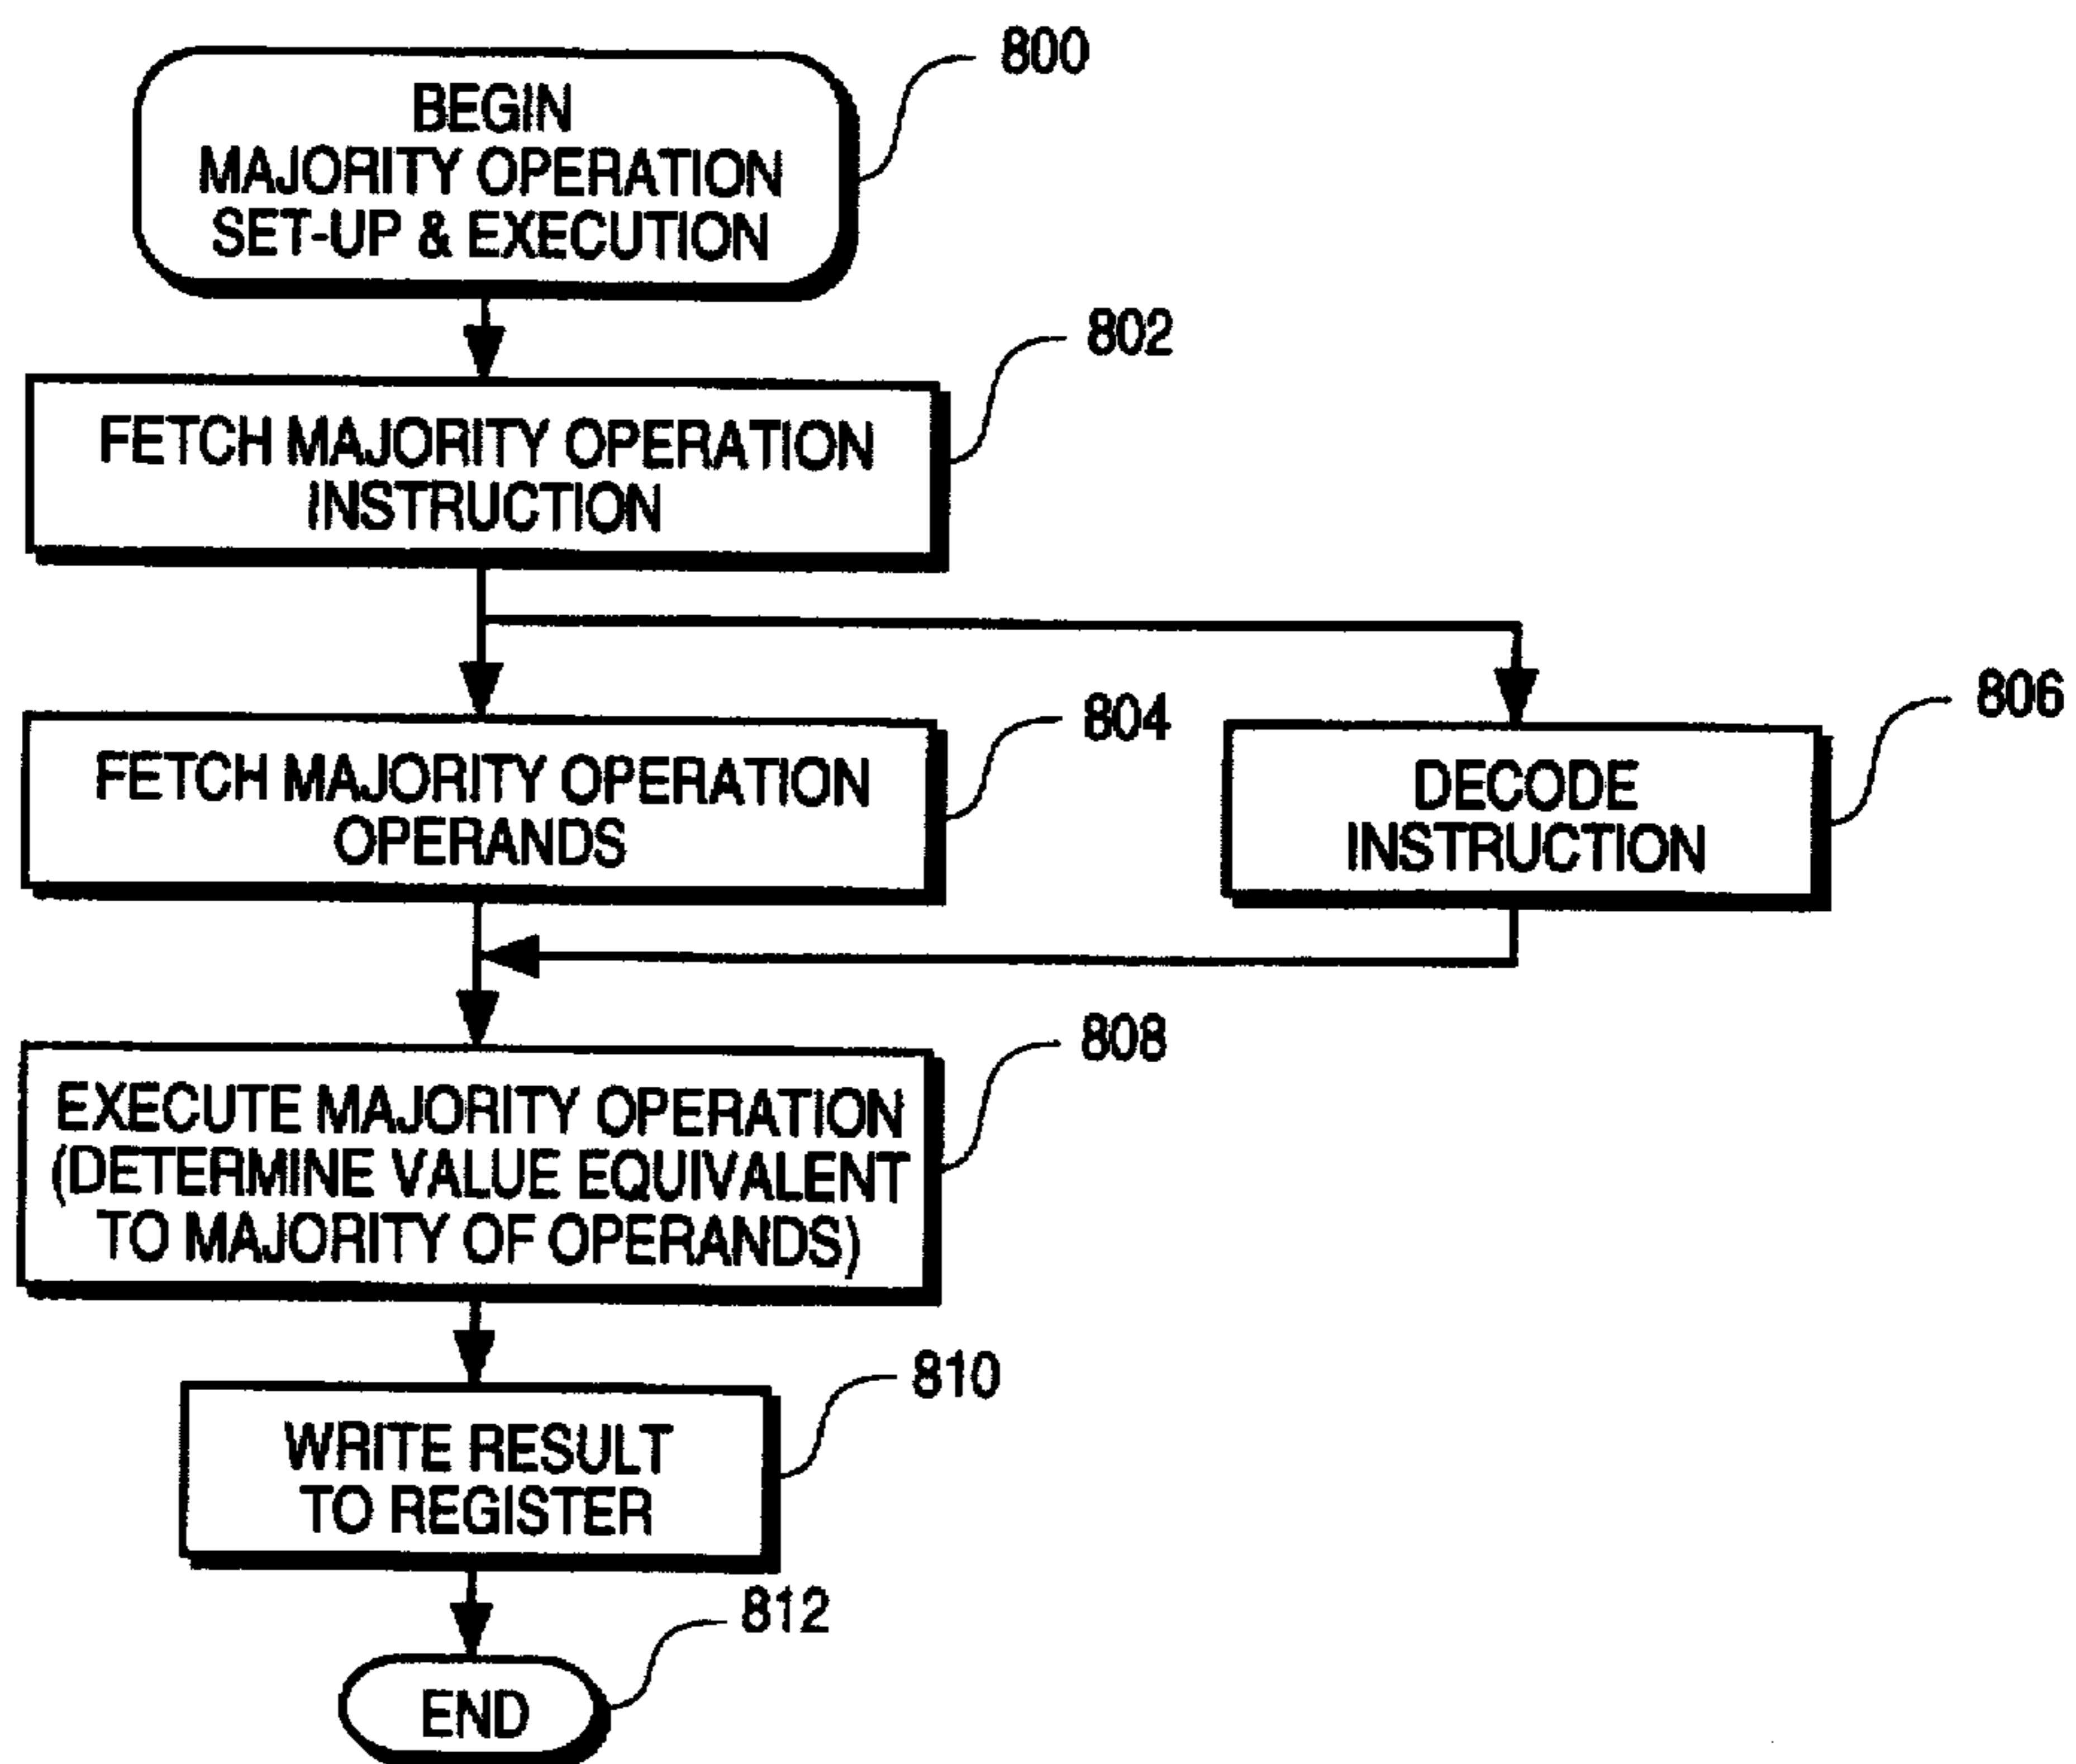 800
BEGIN
MAJORITY OPERATION
SET-UP & EXECUTION
802
FETCH MAJORITY OPERATION
INSTRUCTION
804
FETCH MAJORITY OPERATION
OPERANDS
806
DECODE
INSTRUCTION
808
EXECUTE MAJORITY OPERATION
(DETERMINE VALUE EQUIVALENT
TO MAJORITY OF OPERANDS)
810
WRITE RESULT
TO REGISTER
812
END